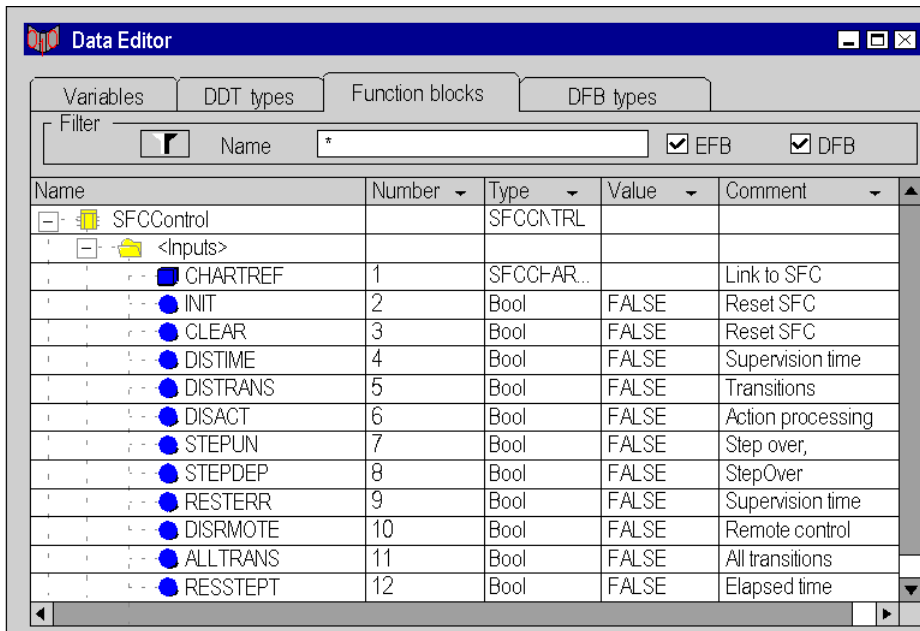 Data Editor
Variables DDT types Function blocks DFB types
Filter
Name * EFB DFB
Name Number Type Value Comment
SFCControl SFCCNTRL
<Inputs>
CHARTREF 1 SFCCHAR... Link to SFC
INIT 2 Bool FALSE Reset SFC
CLEAR 3 Bool FALSE Reset SFC
DISTIME 4 Bool FALSE Supervision time
DISTRANS 5 Bool FALSE Transitions
DISACT 6 Bool FALSE Action processing
STEPUN 7 Bool FALSE Step over,
STEPDEP 8 Bool FALSE StepOver
RESTERR 9 Bool FALSE Supervision time
DISRMOTE 10 Bool FALSE Remote control
ALLTRANS 11 Bool FALSE All transitions
RESSTEPT 12 Bool FALSE Elapsed time